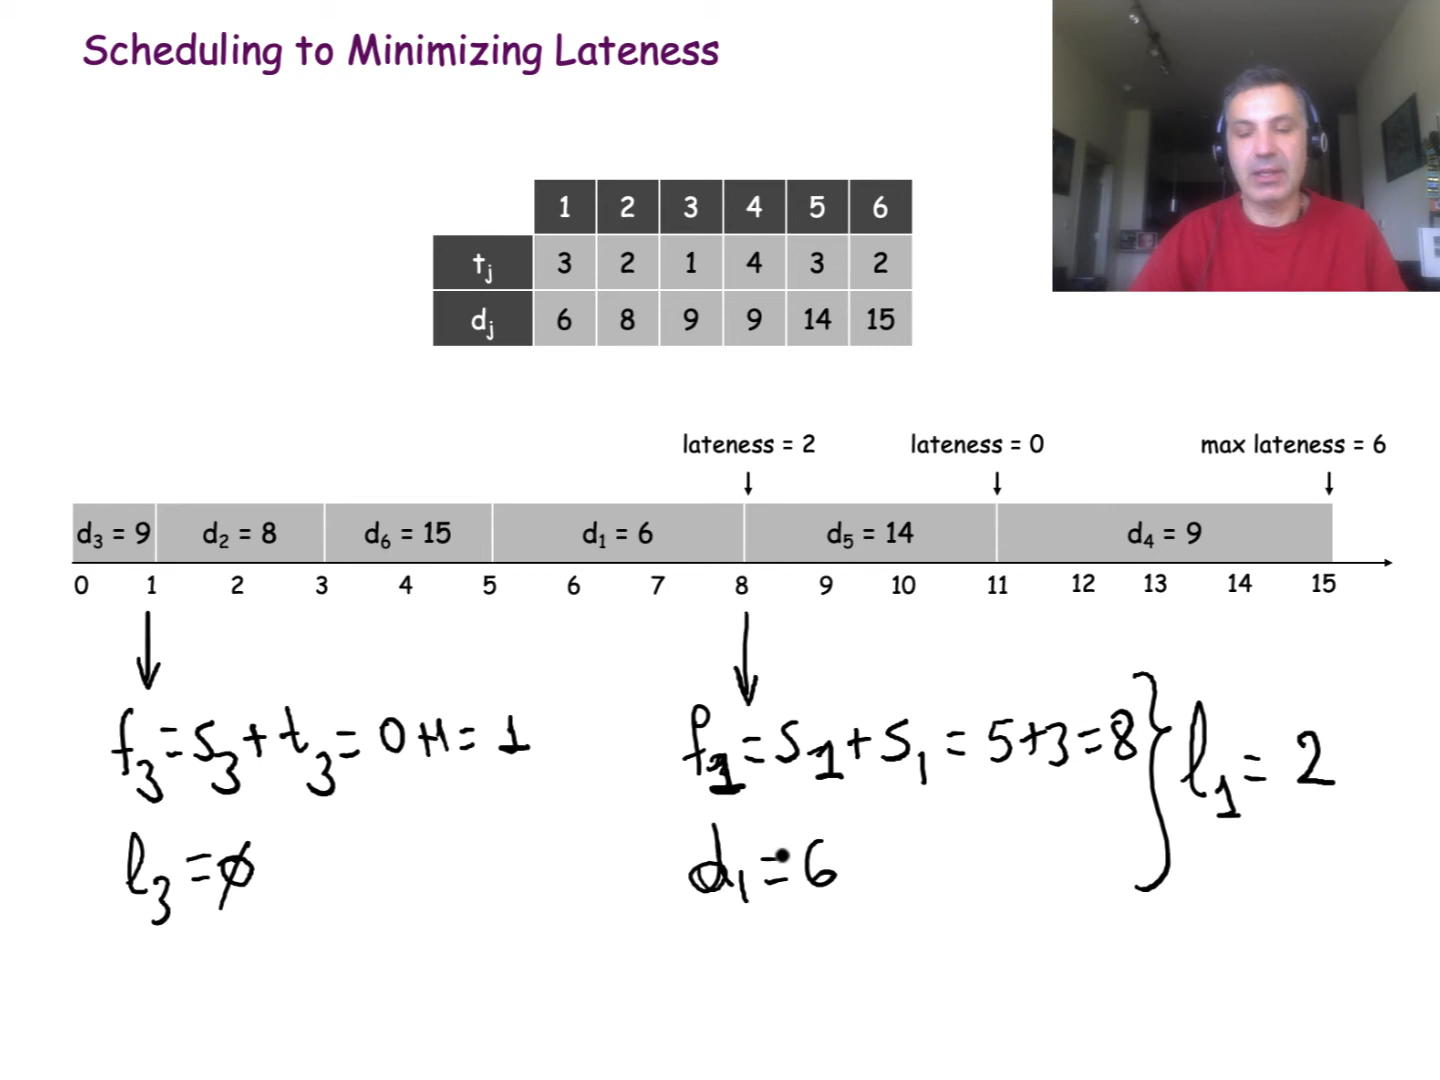 Scheduling to Minimizing Lateness
1 2 3 4 5 6
tj 3 2 1 4 3 2
dj 6 8 9 9 14 15
lateness = 2 lateness = 0 max lateness = 6
d3 = 9 d2 = 8 d6 = 15 d1 = 6 d5 = 14 d4 = 9
0 1 2 3 4 5 6 7 8 9 10 11 12 13 14 15
f3 = S3 + t3 = 0+1 = 1
f1 = S1 + S1 = 5+3 = 8 } l1 = 2
l3 = ϕ
d1 = 6